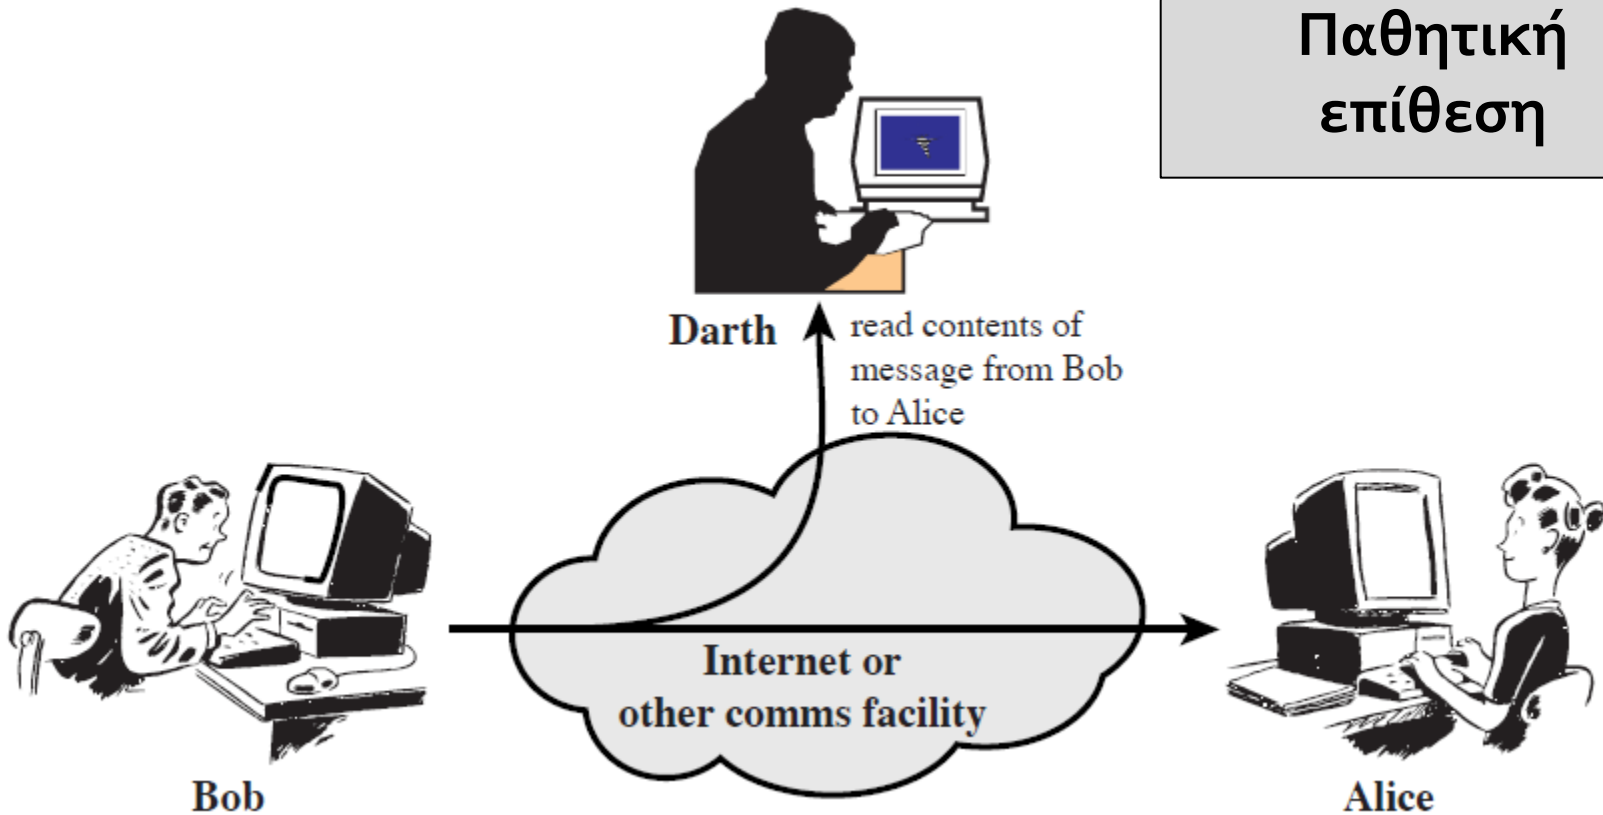 Παθητική
επίθεση
Darth
read contents of
message from Bob
to Alice
Internet or
other comms facility
Bob
Alice